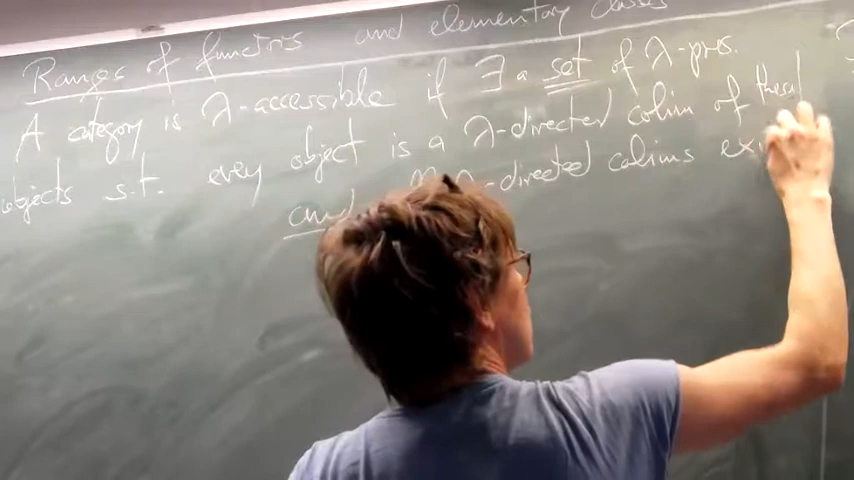 Ranges of functors and elementary classes
A category is λ-accessible if ∃ a set of λ-pres.
objects s.t. every object is a λ-directed colim of these
and -directed colims